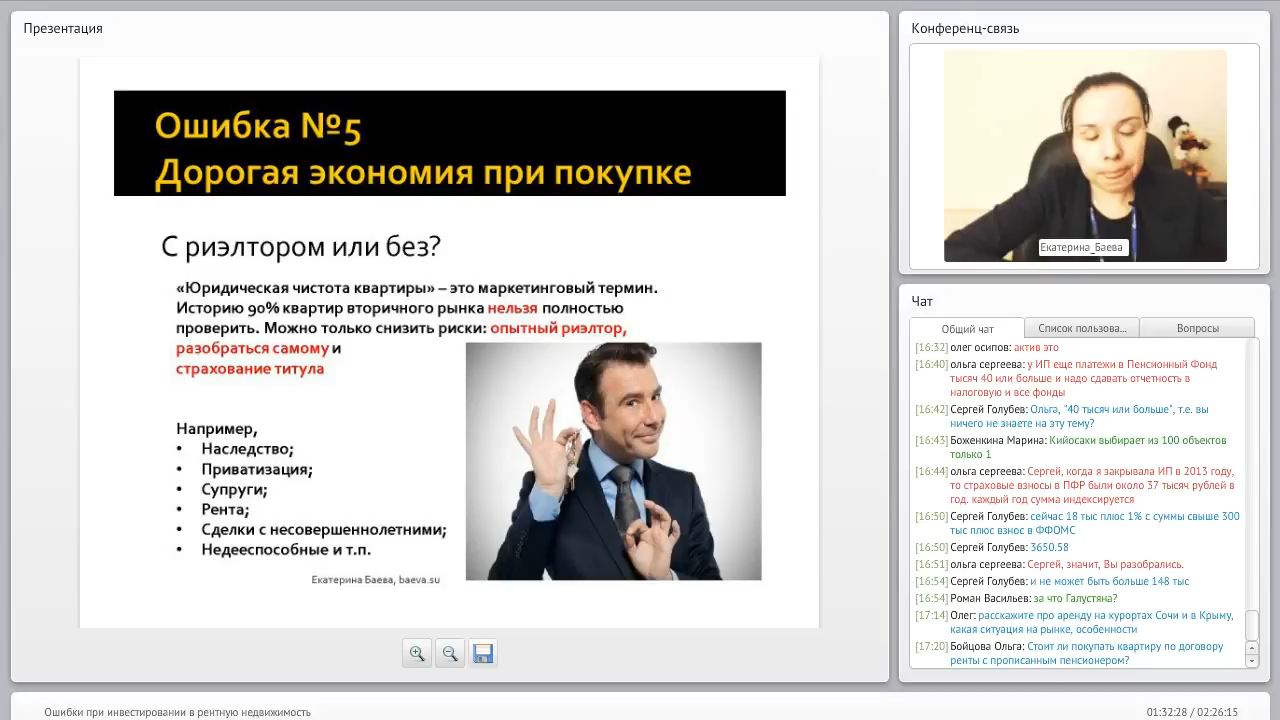 Презентация
Ошибка №5
Дорогая экономия при покупке
С риэлтором или без?
«Юридическая чистота квартиры» – это маркетинговый термин.
Историю 90% квартир вторичного рынка нельзя полностью
проверить. Можно только снизить риски: опытный риэлтор,
разобраться самому и
страхование титула
Например,
• Наследство;
• Приватизация;
• Супруги;
• Рента;
• Сделки с несовершеннолетними;
• Недееспособные и т.п.
Екатерина Баева, baeva.su
Конференц-связь
Екатерина_Баева
Чат
Общий чат
Список пользова...
Вопросы
[16:32] олег осипов: актив это
[16:40] ольга сергеева: у ИП еще платежи в Пенсионный Фонд
тысяч 40 или больше и надо сдавать отчетность в
налоговую и все фонды
[16:42] Сергей Голубев: Ольга, "40 тысяч или больше", т.е. вы
ничего не знаете на эту тему?
[16:43] Боженкина Марина: Кийосаки выбирает из 100 объектов
только 1
[16:44] ольга сергеева: Сергей, когда я закрывала ИП в 2013 году,
то страховые взносы в ПФР были около 37 тысяч рублей в
год. каждый год сумма индексируется
[16:50] Сергей Голубев: сейчас 18 тыс плюс 1% с суммы свыше 300
тыс плюс взнос в ФФОМС
[16:50] Сергей Голубев: 3650.58
[16:51] ольга сергеева: Сергей, значит, Вы разобрались.
[16:54] Сергей Голубев: и не может быть больше 148 тыс
[16:54] Роман Васильев: за что Галустяна?
[17:14] Олег: расскажите про аренду на курортах Сочи и в Крыму,
какая ситуация на рынке, особенности
[17:20] Бойцова Ольга: Стоит ли покупать квартиру по договору
ренты с прописанным пенсионером?
Ошибки при инвестировании в рентную недвижимость
01:32:28 / 02:26:15